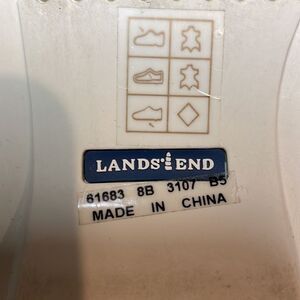 LANDS' END
61683 8B 3107 B5
MADE IN CHINA